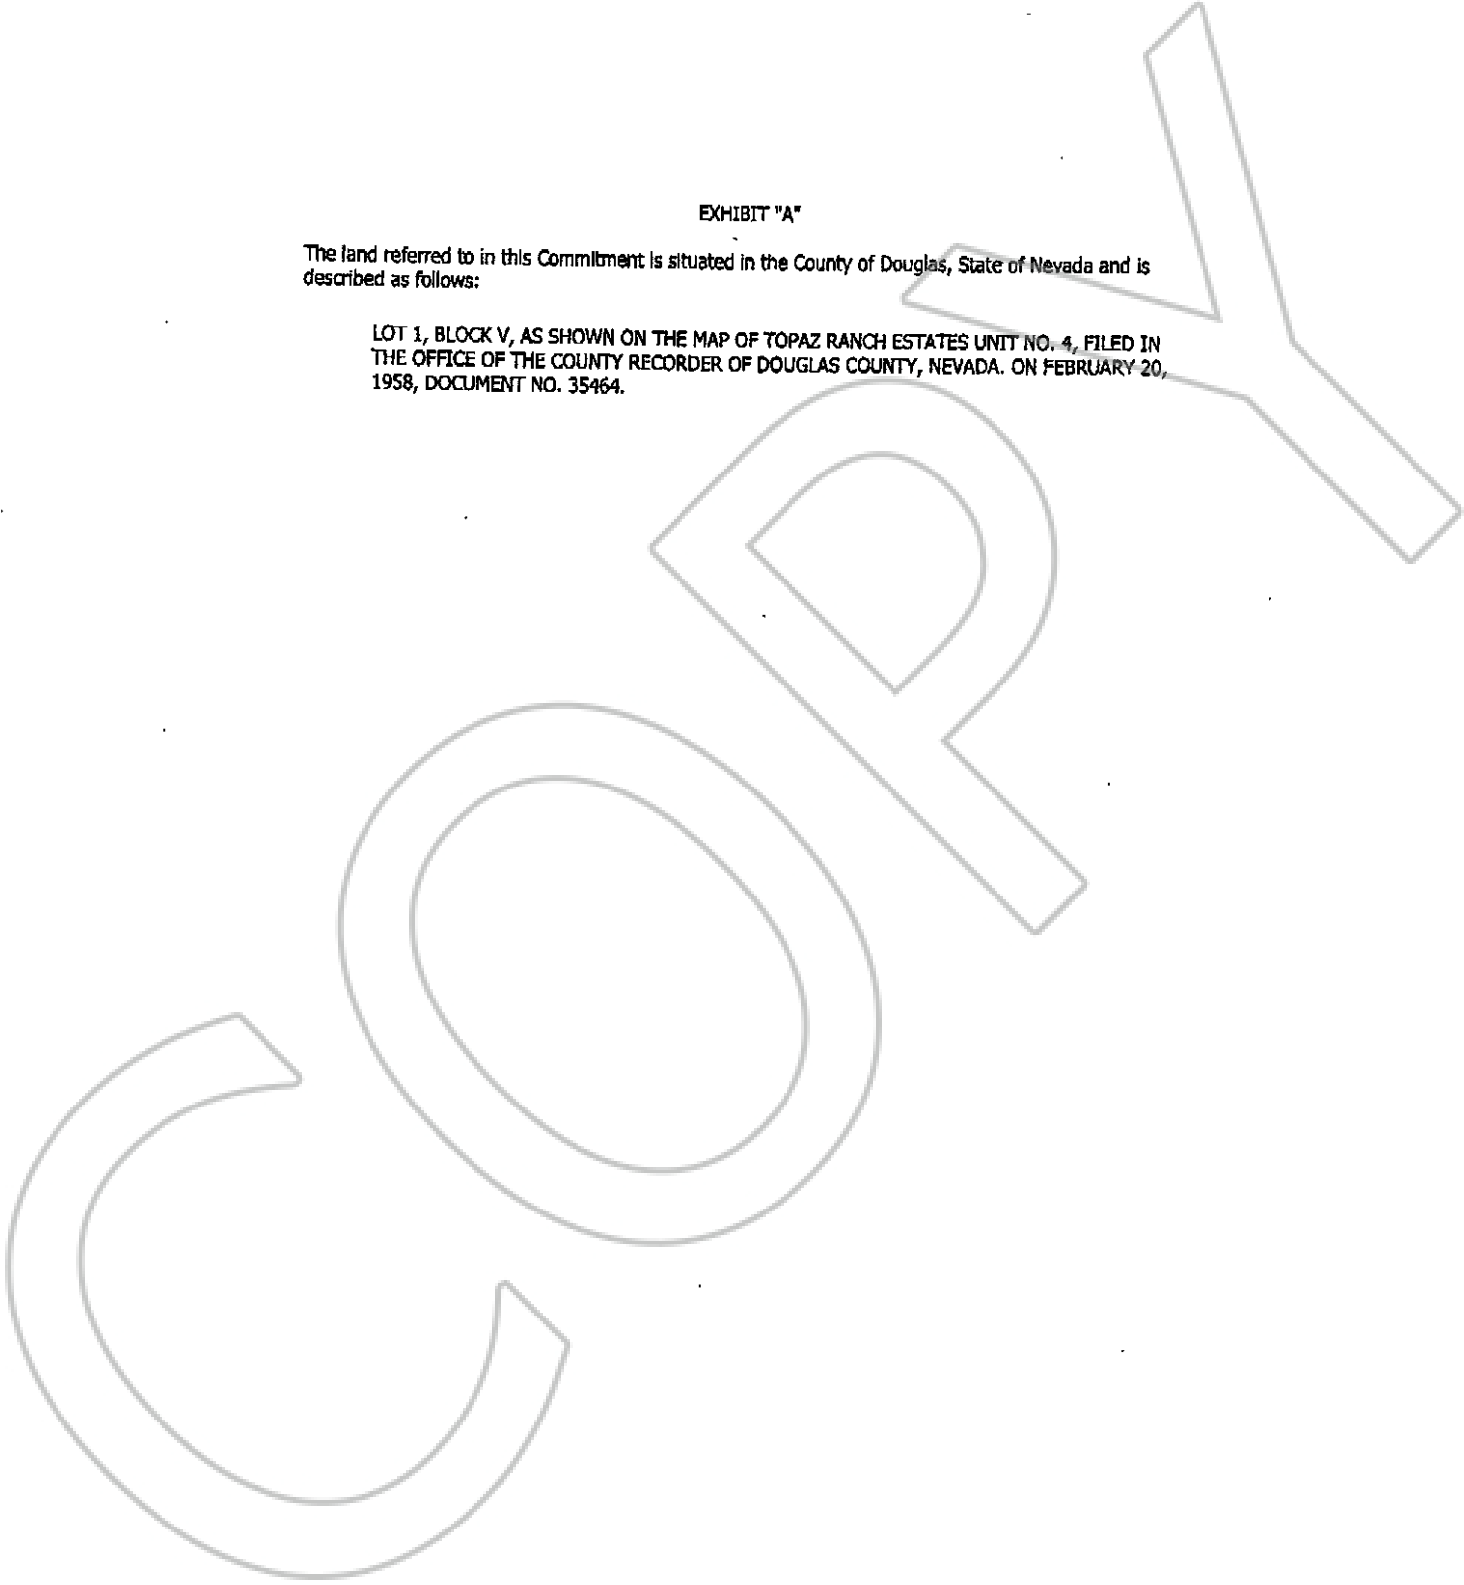 EXHIBIT "A"
The land referred to in this Commitment is situated in the County of Douglas, State of Nevada and is
described as follows:
LOT 1, BLOCK V, AS SHOWN ON THE MAP OF TOPAZ RANCH ESTATES UNIT NO. 4, FILED IN
THE OFFICE OF THE COUNTY RECORDER OF DOUGLAS COUNTY, NEVADA. ON FEBRUARY 20,
1958, DOCUMENT NO. 35464.
COPY